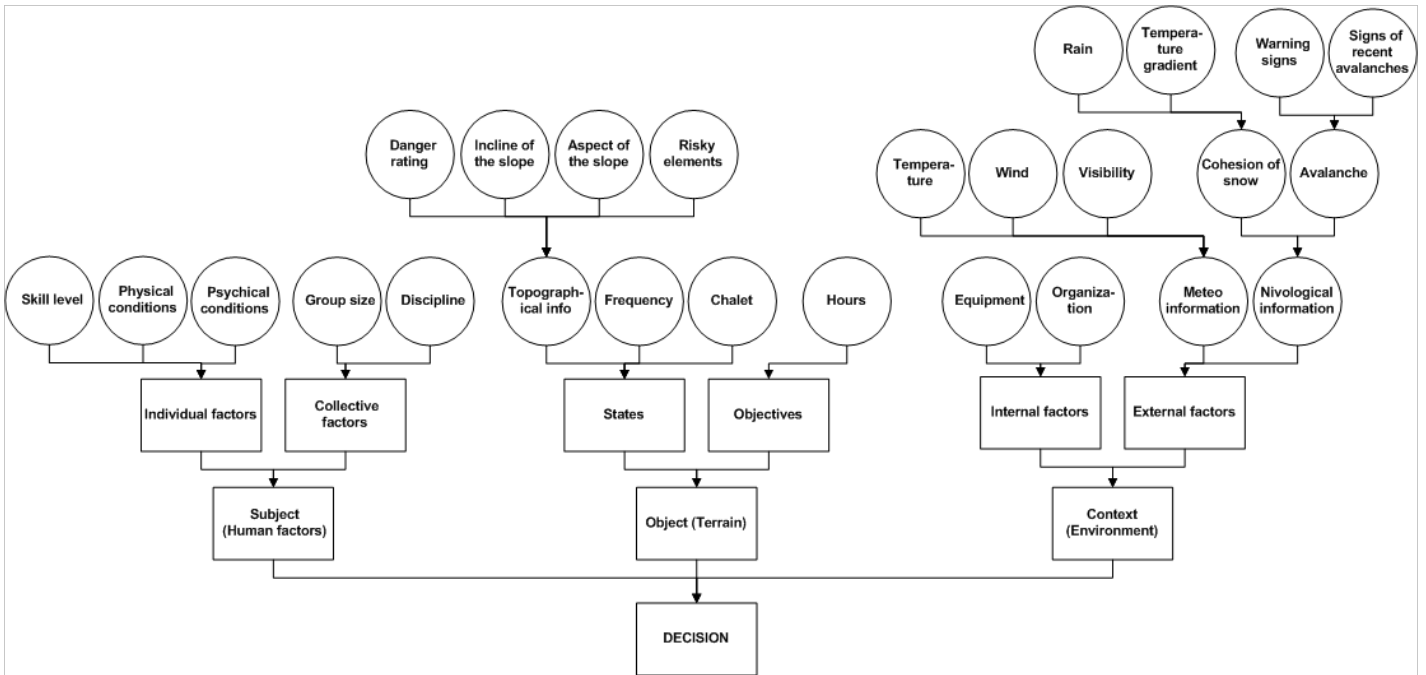 Rain
Tempera-
ture
gradient
Warning
signs
Signs of
recent
avalanches
Danger
rating
Incline of
the slope
Aspect of
the slope
Risky
elements
Tempera-
ture
Wind
Visibility
Cohesion of
snow
Avalanche
Skill level
Physical
conditions
Psychical
conditions
Group size
Discipline
Topograph-
ical info
Frequency
Chalet
Hours
Equipment
Organiza-
tion
Meteo
information
Nivological
information
Individual factors
Collective
factors
States
Objectives
Internal factors
External factors
Subject
(Human factors)
Object (Terrain)
Context
(Environment)
DECISION